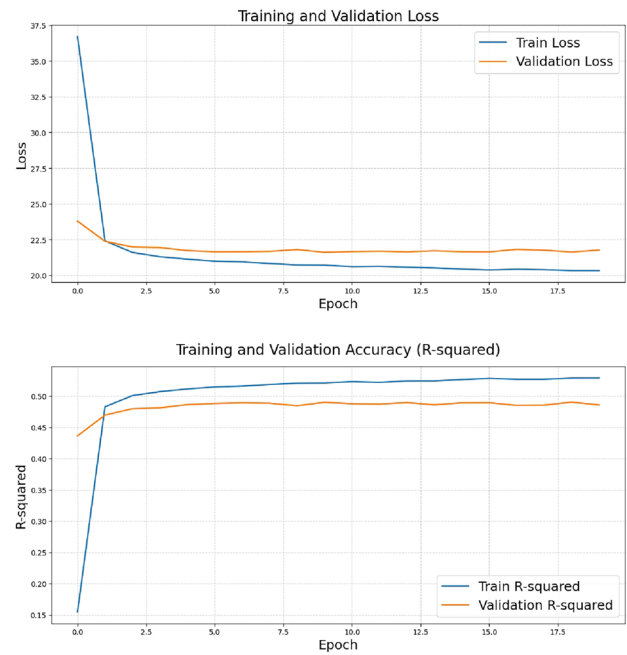 Training and Validation Loss
37.5
35.0
32.5
30.0
27.5
25.0
22.5
20.0
Loss
Train Loss
Validation Loss
0.0 2.5 5.0 7.5 10.0 12.5 15.0 17.5
Epoch
Training and Validation Accuracy (R-squared)
0.50
0.45
0.40
0.35
0.30
0.25
0.20
0.15
R-squared
Train R-squared
Validation R-squared
0.0 2.5 5.0 7.5 10.0 12.5 15.0 17.5
Epoch